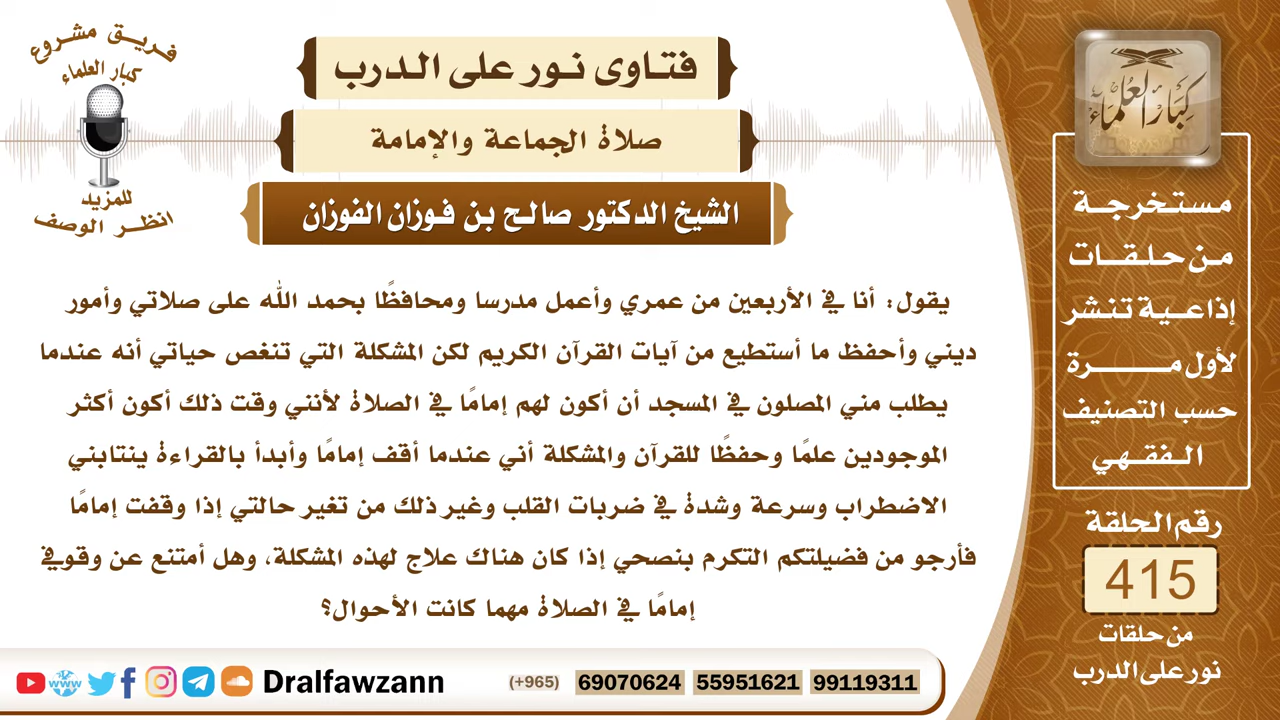 فريق مشروع
كبار العلماء
للمزيد
انظر الوصف
فتاوى نور على الدرب
صلاة الجماعة والإمامة
الشيخ الدكتور صالح بن فوزان الفوزان
يقول: أنا في الأربعين من عمري وأعمل مدرسا ومحافظًا بحمد الله على صلاتي وأمور
ديني وأحفظ ما أستطيع من آيات القرآن الكريم لكن المشكلة التي تنغص حياتي أنه عندما
يطلب مني المصلون في المسجد أن أكون لهم إمامًا في الصلاة لأنني وقت ذلك أكون أكثر
الموجودين علمًا وحفظًا للقرآن والمشكلة أني عندما أقف إمامًا وأبدأ بالقراءة ينتابني
الاضطراب وسرعة وشدة في ضربات القلب وغير ذلك من تغير حالتي إذا وقفت إمامًا
فأرجو من فضيلتكم التكرم بنصحي إذا كان هناك علاج لهذه المشكلة، وهل أمتنع عن وقوفي
إمامًا في الصلاة مهما كانت الأحوال؟
كبار العلماء
مستخرجة
من حلقات
إذاعية تنشر
لأول مرة
حسب التصنيف
الفقهي
رقم الحلقة
415
من حلقات
نور على الدرب
www Dralfawzann (+965) 69070624 55951621 99119311